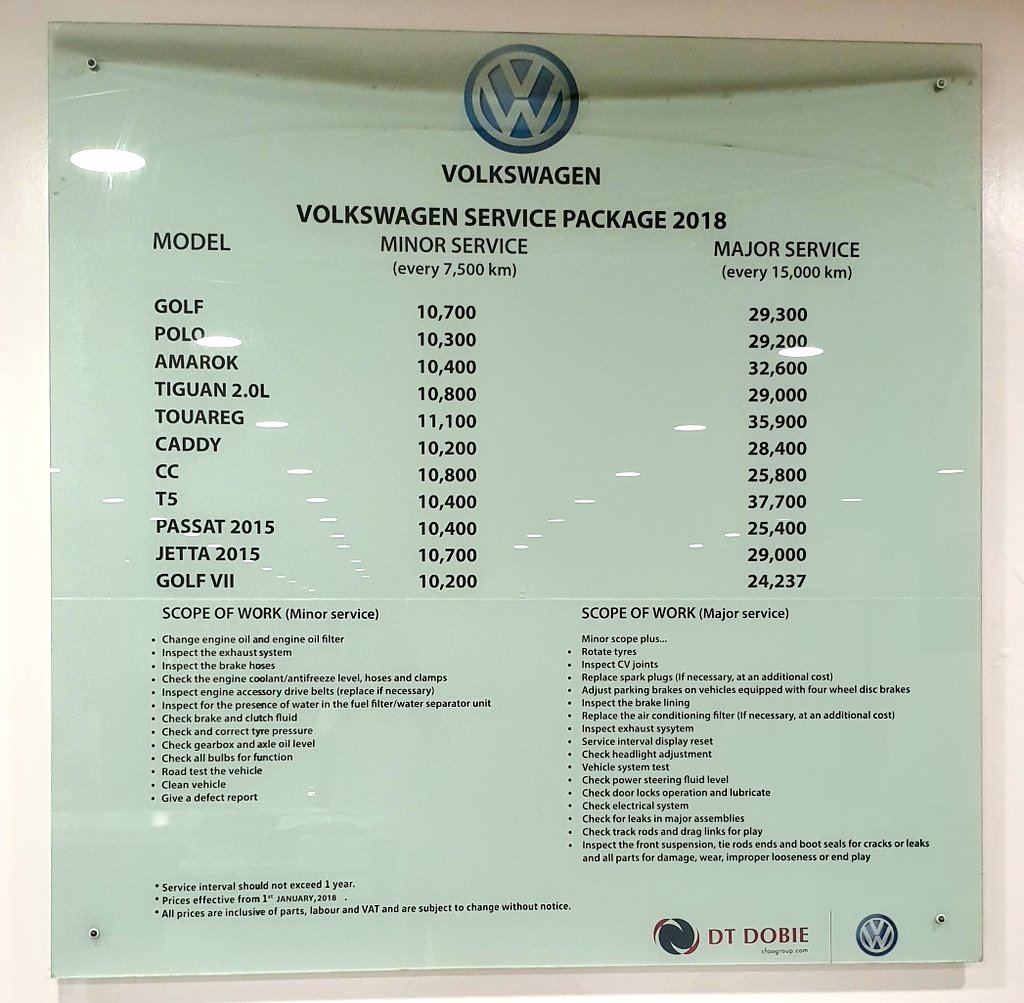 VOLKSWAGEN
VOLKSWAGEN SERVICE PACKAGE 2018
MODEL MINOR SERVICE MAJOR SERVICE
(every 7,500 km) (every 15,000 km)
GOLF 10,700 29,300
POLO 10,300 29,200
AMAROK 10,400 32,600
TIGUAN 2.0L 10,800 29,000
TOUAREG 11,100 35,900
CADDY 10,200 28,400
CC 10,800 25,800
T5 10,400 37,700
PASSAT 2015 10,400 25,400
JETTA 2015 10,700 29,000
GOLF VII 10,200 24,237
SCOPE OF WORK (Minor service)
• Change engine oil and engine oil filter
• Inspect the exhaust system
• Inspect the brake hoses
• Check the engine coolant/antifreeze level, hoses and clamps
• Inspect engine accessory drive belts (replace if necessary)
• Inspect for the presence of water in the fuel filter/water separator unit
• Check brake and clutch fluid
• Check and correct tyre pressure
• Check gearbox and axle oil level
• Check all bulbs for function
• Road test the vehicle
• Clean vehicle
• Give a defect report
SCOPE OF WORK (Major service)
Minor scope plus...
• Rotate tyres
• Inspect CV joints
• Replace spark plugs (If necessary, at an additional cost)
• Adjust parking brakes on vehicles equipped with four wheel disc brakes
• Inspect the brake lining
• Replace the air conditioning filter (If necessary, at an additional cost)
• Inspect exhaust sysytem
• Service interval display reset
• Check headlight adjustment
• Vehicle system test
• Check power steering fluid level
• Check door locks operation and lubricate
• Check electrical system
• Check for leaks in major assemblies
• Check track rods and drag links for play
• Inspect the front suspension, tie rods ends and boot seals for cracks or leaks
and all parts for damage, wear, improper looseness or end play
* Service interval should not exceed 1 year.
* Prices effective from 1st JANUARY,2018 .
* All prices are inclusive of parts, labour and VAT and are subject to change without notice.
DT DOBIE
cfaogroup.com